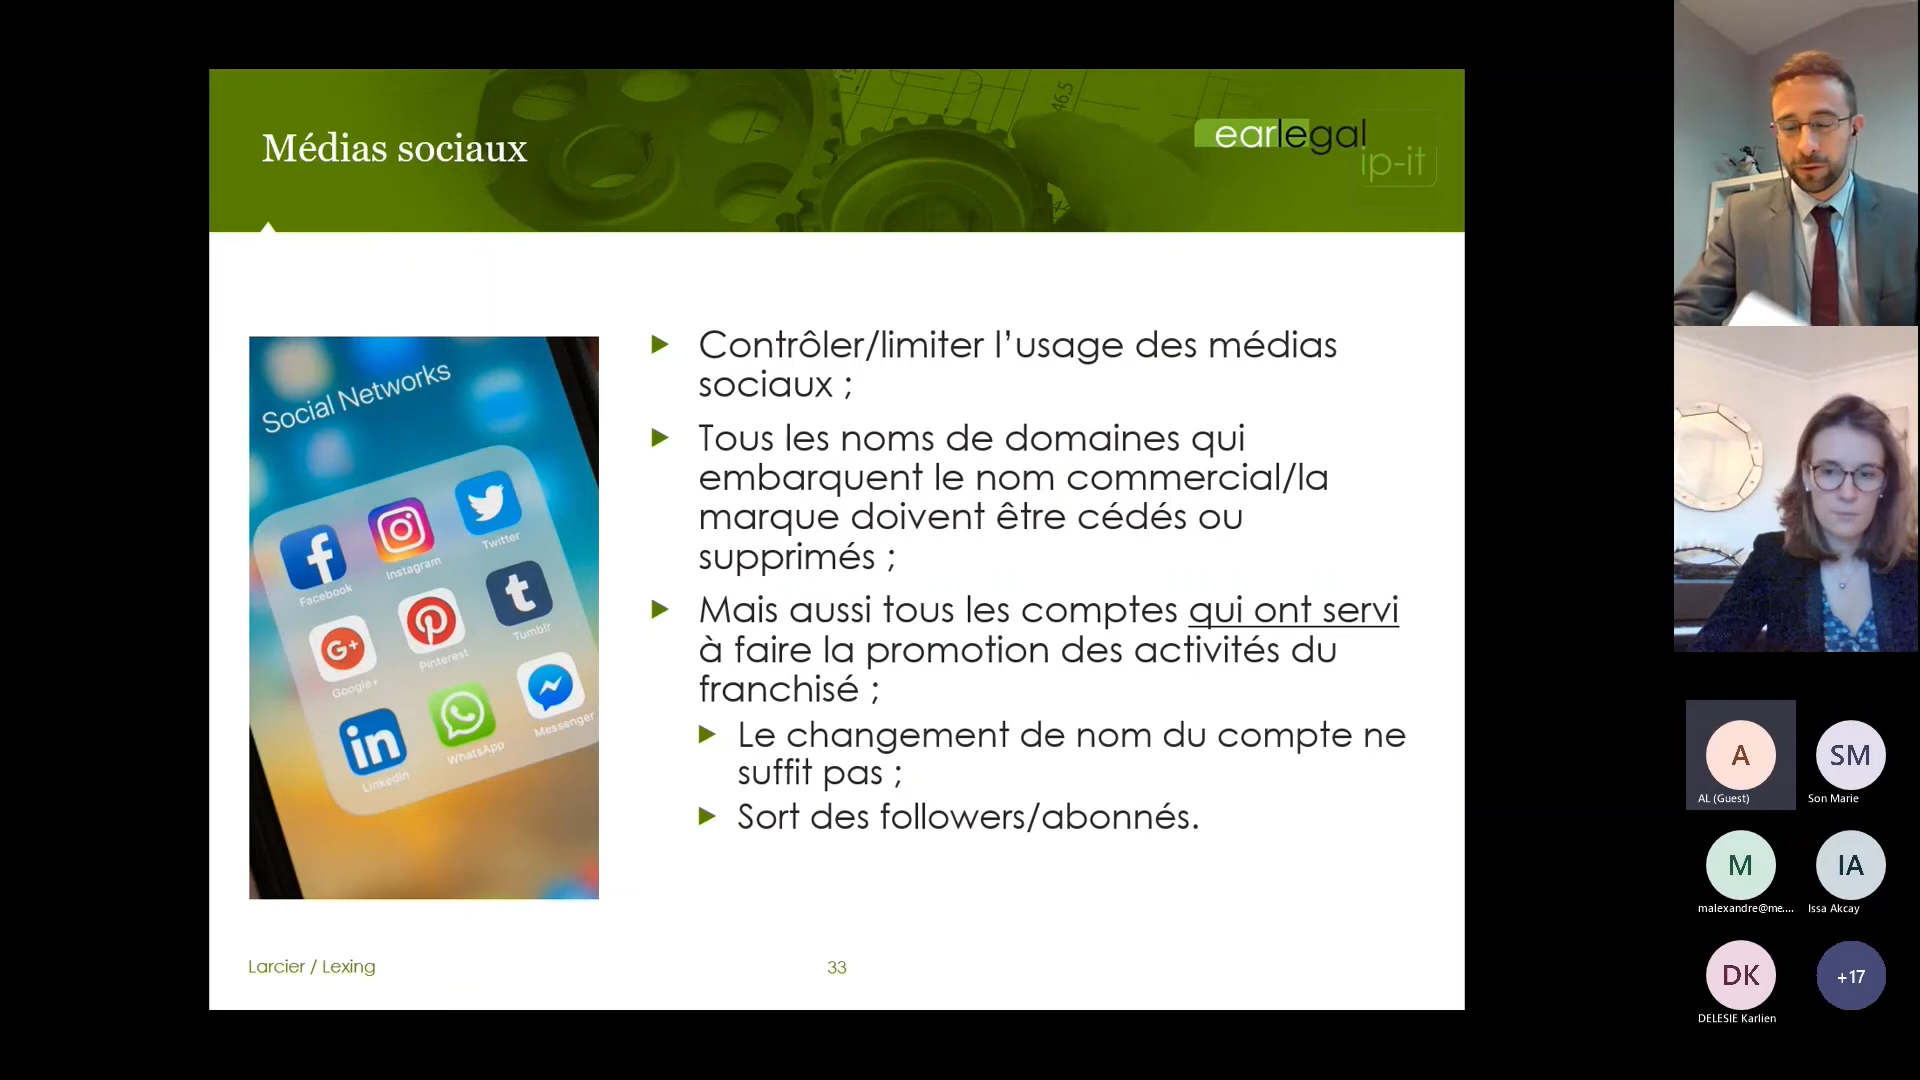 Médias sociaux
earlegal
ip-it
46.5
Social Networks
Facebook
Instagram
Twitter
Google+
Pinterest
Tumblr
LinkedIn
WhatsApp
Messenger
G+
in
Contrôler/limiter l’usage des médias
sociaux ;
Tous les noms de domaines qui
embarquent le nom commercial/la
marque doivent être cédés ou
supprimés ;
Mais aussi tous les comptes qui ont servi
à faire la promotion des activités du
franchisé ;
Le changement de nom du compte ne
suffit pas ;
Sort des followers/abonnés.
Larcier / Lexing
33
A
AL (Guest)
SM
Son Marie
M
malexandre@me....
IA
Issa Akcay
DK
DELESIE Karlien
+17